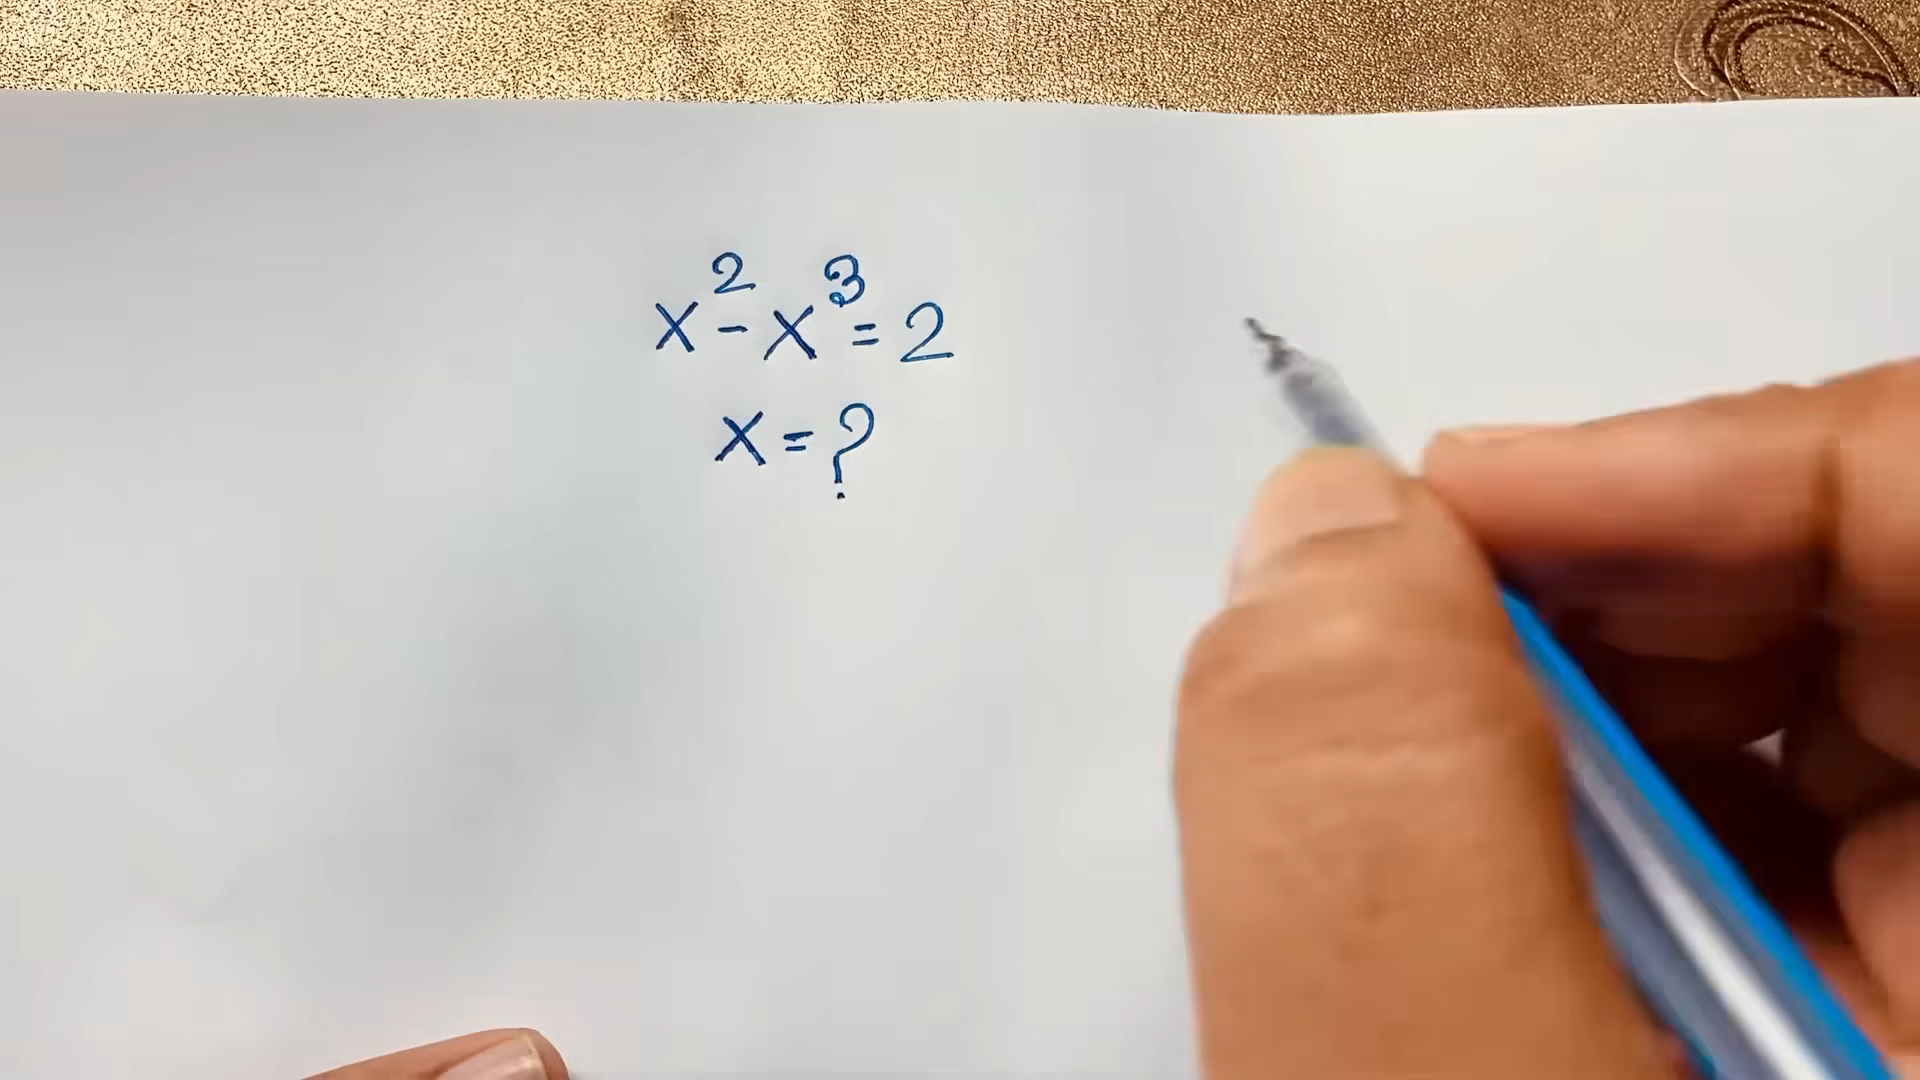 x² - x³ = 2
x = ?